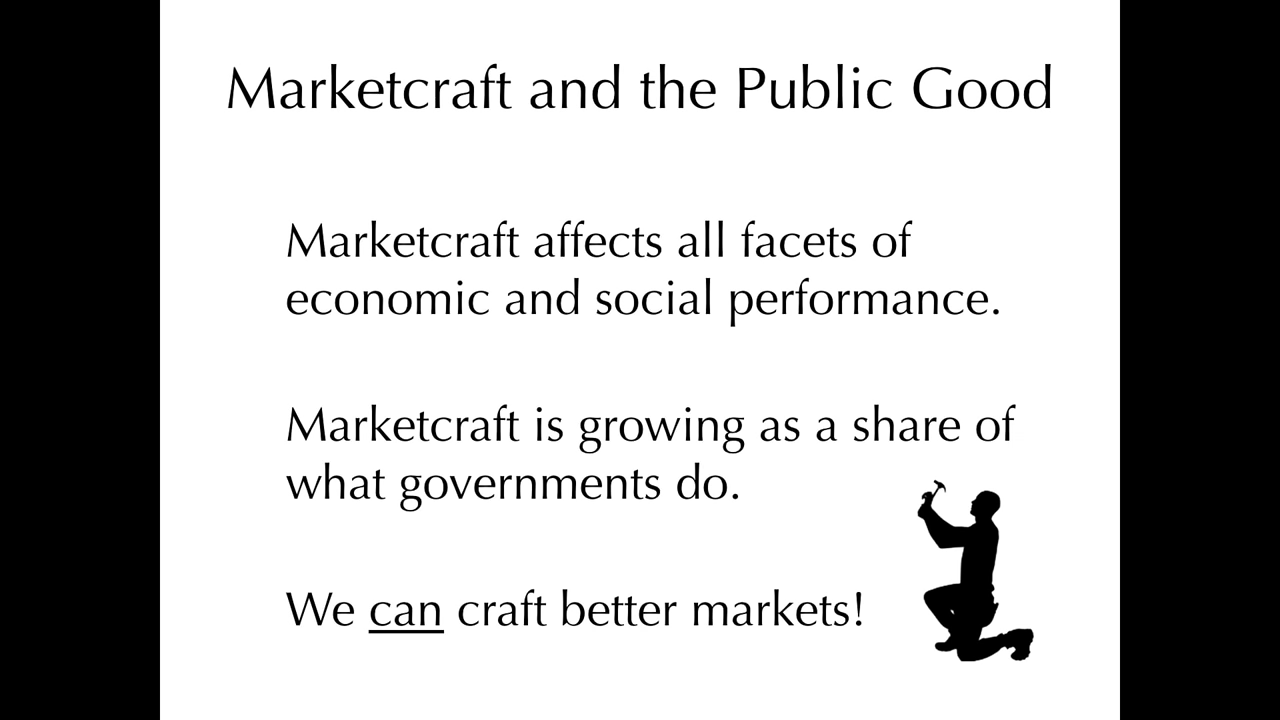 Marketcraft and the Public Good
Marketcraft affects all facets of
economic and social performance.
Marketcraft is growing as a share of
what governments do.
We can craft better markets!